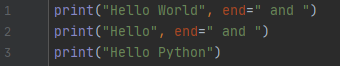 1 print("Hello World", end=" and ")
2 print("Hello", end=" and ")
3 print("Hello Python")